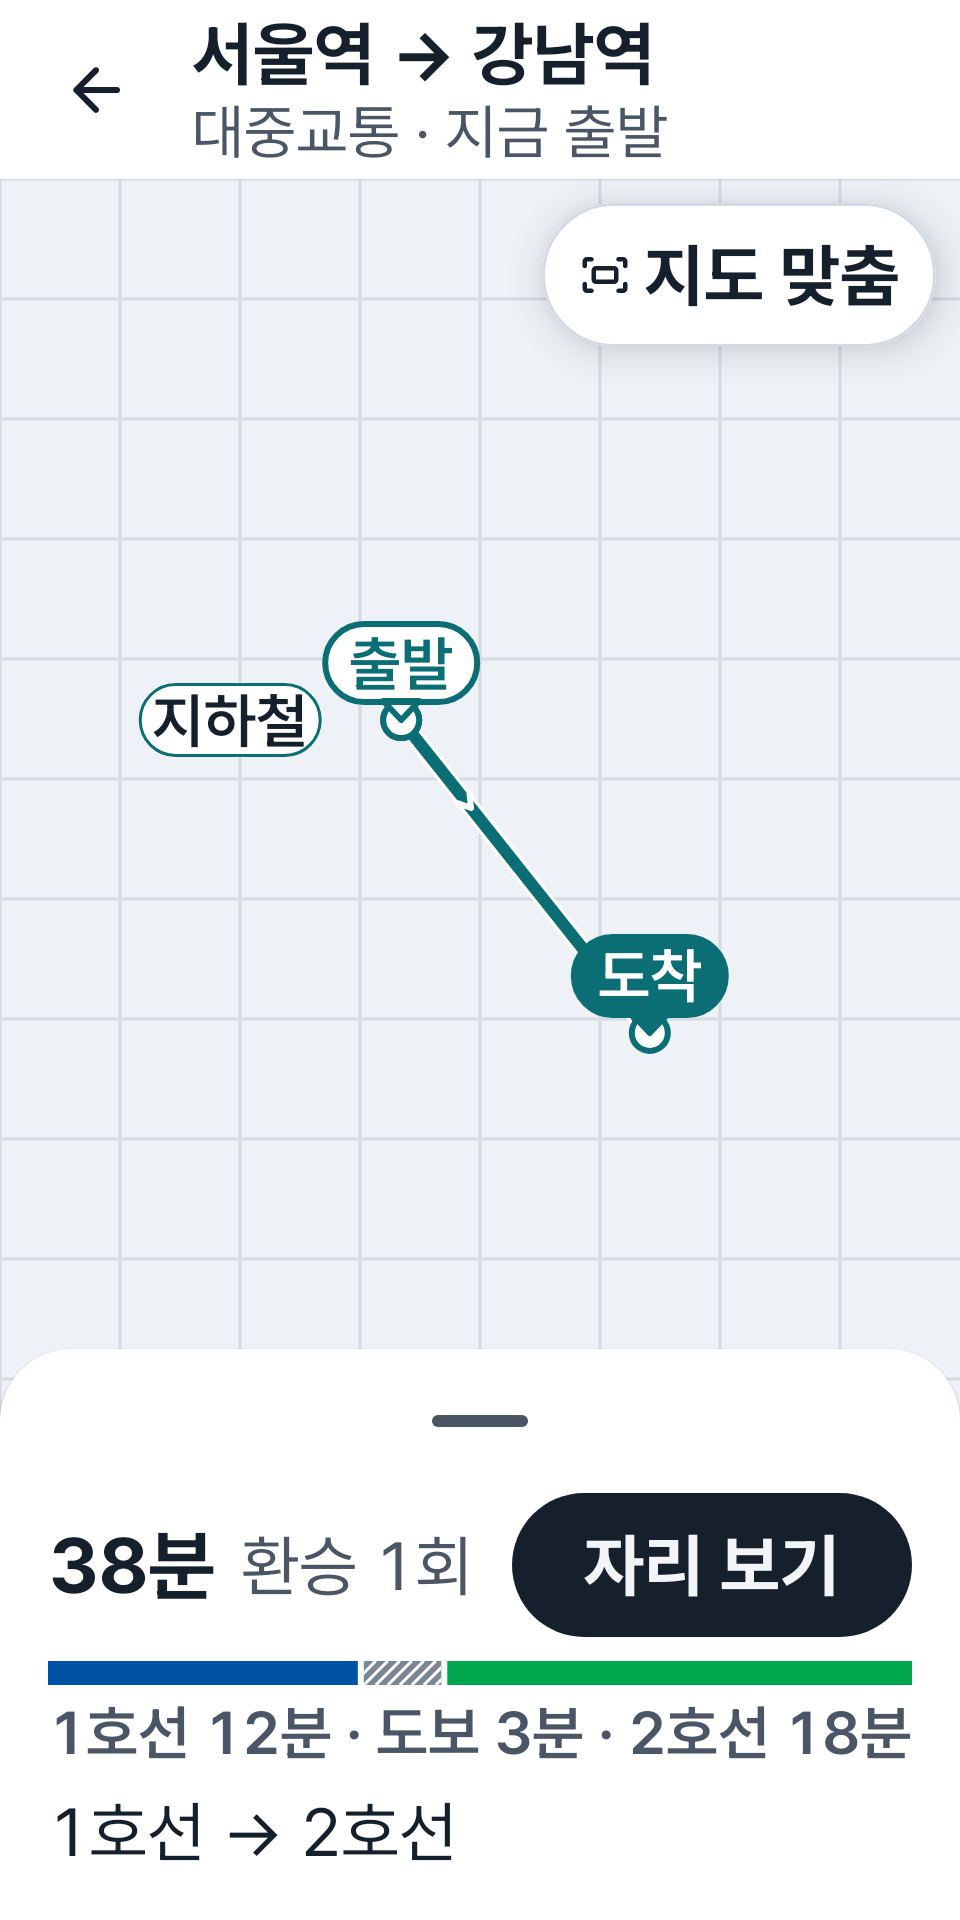 서울역 → 강남역
대중교통 · 지금 출발
지도 맞춤
출발
지하철
도착
38분 환승 1회
자리 보기
1호선 12분 · 도보 3분 · 2호선 18분
1호선 → 2호선